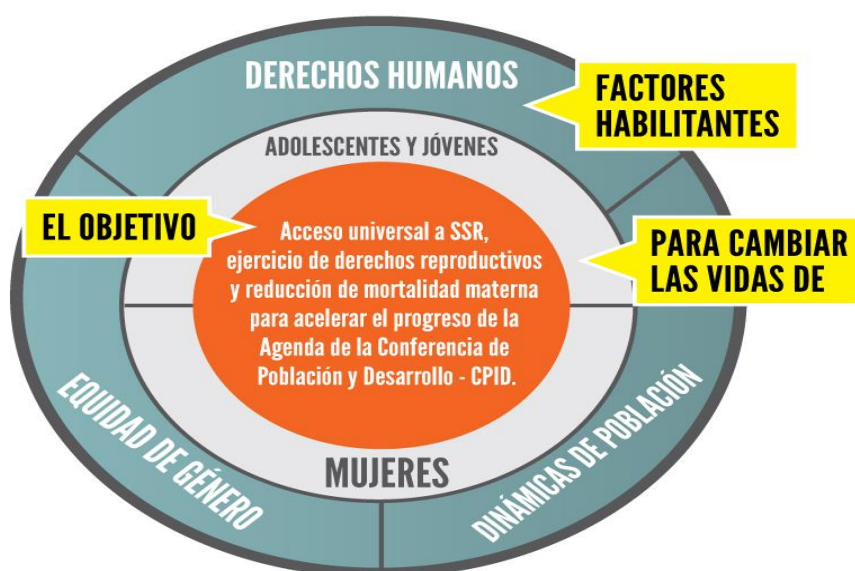 DERECHOS HUMANOS
FACTORES
HABILITANTES
ADOLESCENTES Y JÓVENES
EL OBJETIVO
Acceso universal a SSR,
ejercicio de derechos reproductivos
y reducción de mortalidad materna
para acelerar el progreso de la
Agenda de la Conferencia de
Población y Desarrollo - CPID.
PARA CAMBIAR
LAS VIDAS DE
EQUIDAD DE GÉNERO
MUJERES
DINÁMICAS DE POBLACIÓN